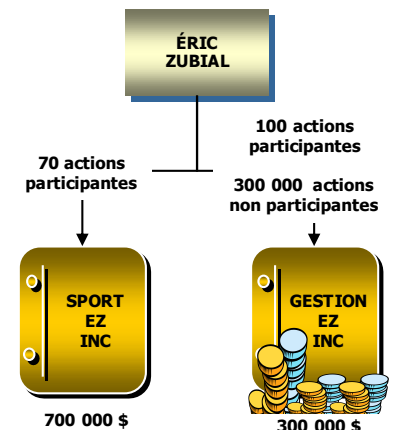 ÉRIC
ZUBIAL
100 actions
participantes
70 actions
participantes
300 000 actions
non participantes
SPORT
EZ
INC
GESTION
EZ
INC
700 000 $
300 000 $